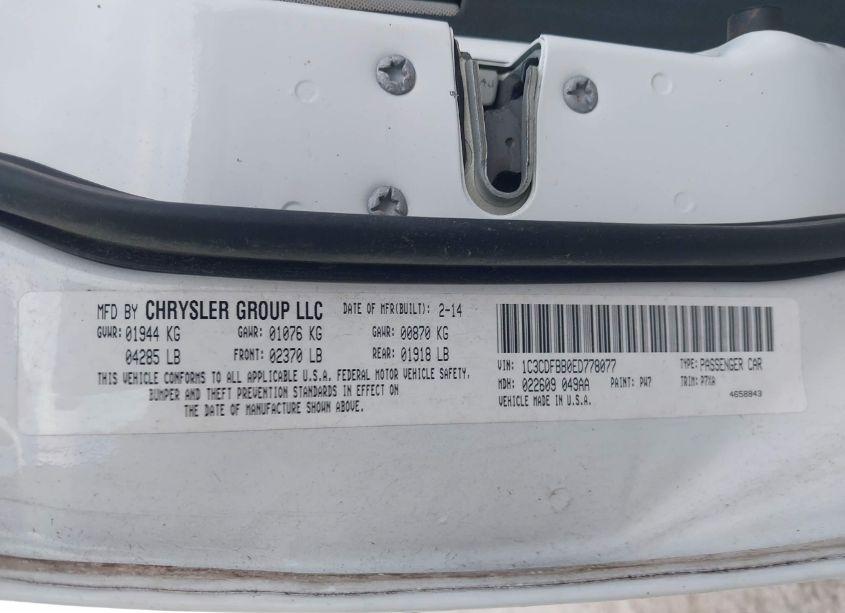 MFD BY CHRYSLER GROUP LLC DATE OF MFR(BUILT): 2-14
GVWR: 01944 KG GAWR: 01076 KG GAWR: 00870 KG
04285 LB FRONT: 02370 LB REAR: 01918 LB
THIS VEHICLE CONFORMS TO ALL APPLICABLE U.S.A. FEDERAL MOTOR VEHICLE SAFETY,
BUMPER AND THEFT PREVENTION STANDARDS IN EFFECT ON
THE DATE OF MANUFACTURE SHOWN ABOVE.
VIN: 1C3CDFBB0ED778077 TYPE: PASSENGER CAR
MDH: 022609 049AA PAINT: PW7 TRIM: P7XA
VEHICLE MADE IN U.S.A. 4658843